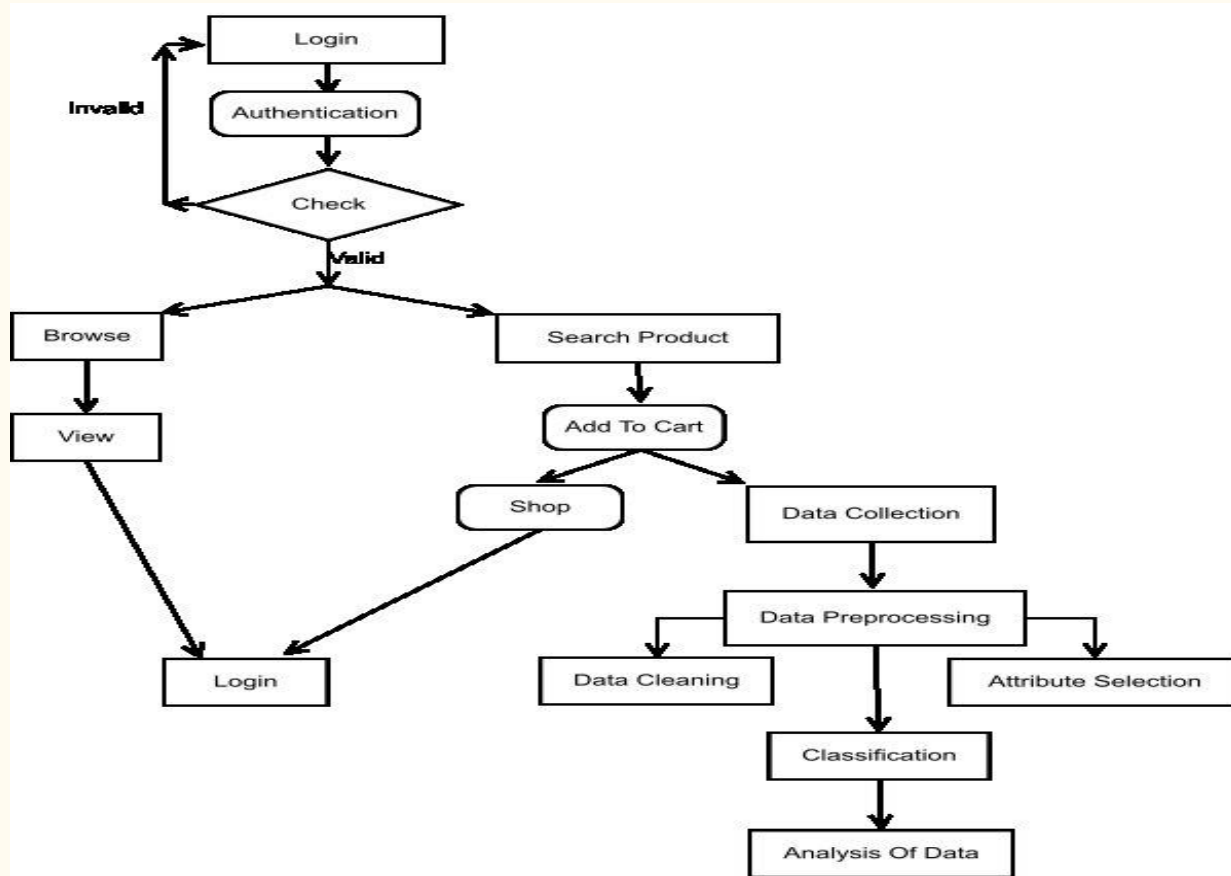 Login
Invalid
Authentication
Check
Valid
Browse
Search Product
View
Add To Cart
Shop
Data Collection
Data Preprocessing
Login
Data Cleaning
Attribute Selection
Classification
Analysis Of Data